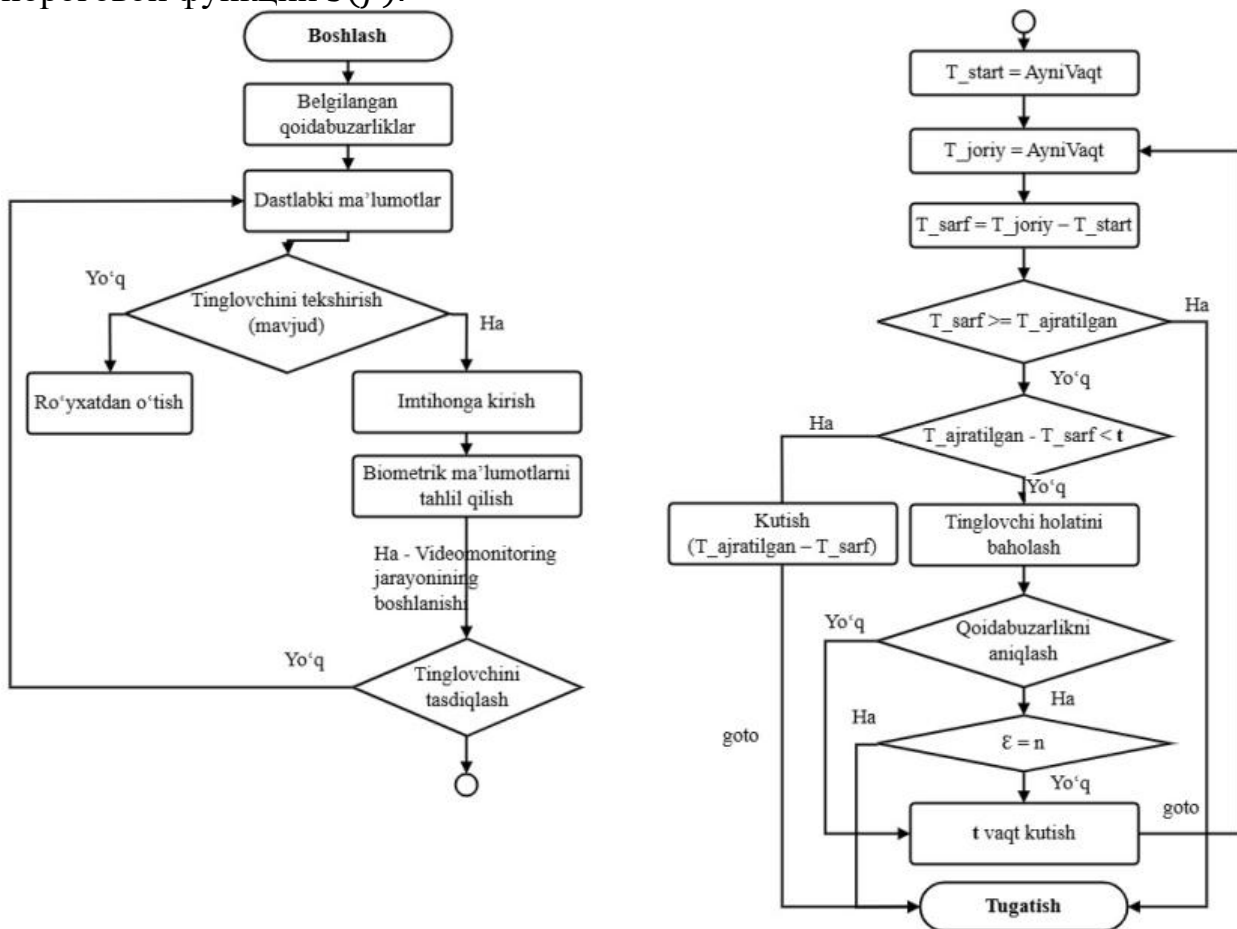 пороговой функции S(j').
Boshlash
Belgilangan
qoidabuzarliklar
Dastlabki ma’lumotlar
Yo‘q
Tinglovchini tekshirish
(mavjud)
Ha
Ro‘yxatdan o‘tish
Imtihonga kirish
Biometrik ma’lumotlarni
tahlil qilish
Ha - Videomonitoring
jarayonining
boshlanishi
Yo‘q
Tinglovchini
tasdiqlash
T_start = AyniVaqt
T_joriy = AyniVaqt
T_sarf = T_joriy – T_start
Ha
T_sarf >= T_ajratilgan
Yo‘q
Ha
T_ajratilgan - T_sarf < t
Yo‘q
Kutish
(T_ajratilgan – T_sarf)
Tinglovchi holatini
baholash
Yo‘q
Qoidabuzarlikni
aniqlash
Ha
Ha
goto
Ɛ = n
Yo‘q
goto
t vaqt kutish
Tugatish